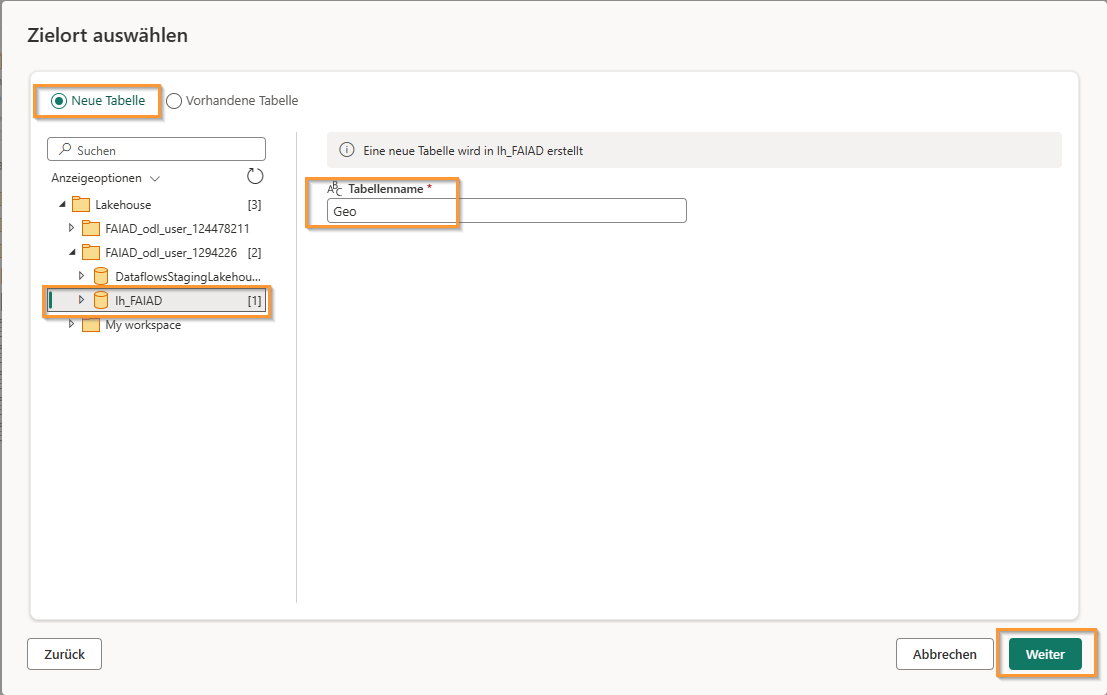 Zielort auswählen
Neue Tabelle
Vorhandene Tabelle
Suchen
Anzeigeoptionen
Lakehouse [3]
FAIAD_odl_user_124478211
FAIAD_odl_user_1294226 [2]
DataflowsStagingLakehou...
lh_FAIAD [1]
My workspace
Eine neue Tabelle wird in lh_FAIAD erstellt
ABC Tabellenname *
Geo
Zurück
Abbrechen
Weiter